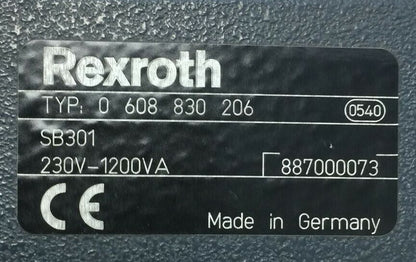 Rexroth
TYP: 0 608 830 206 0540
SB301
230V-1200VA 887000073
CE Made in Germany